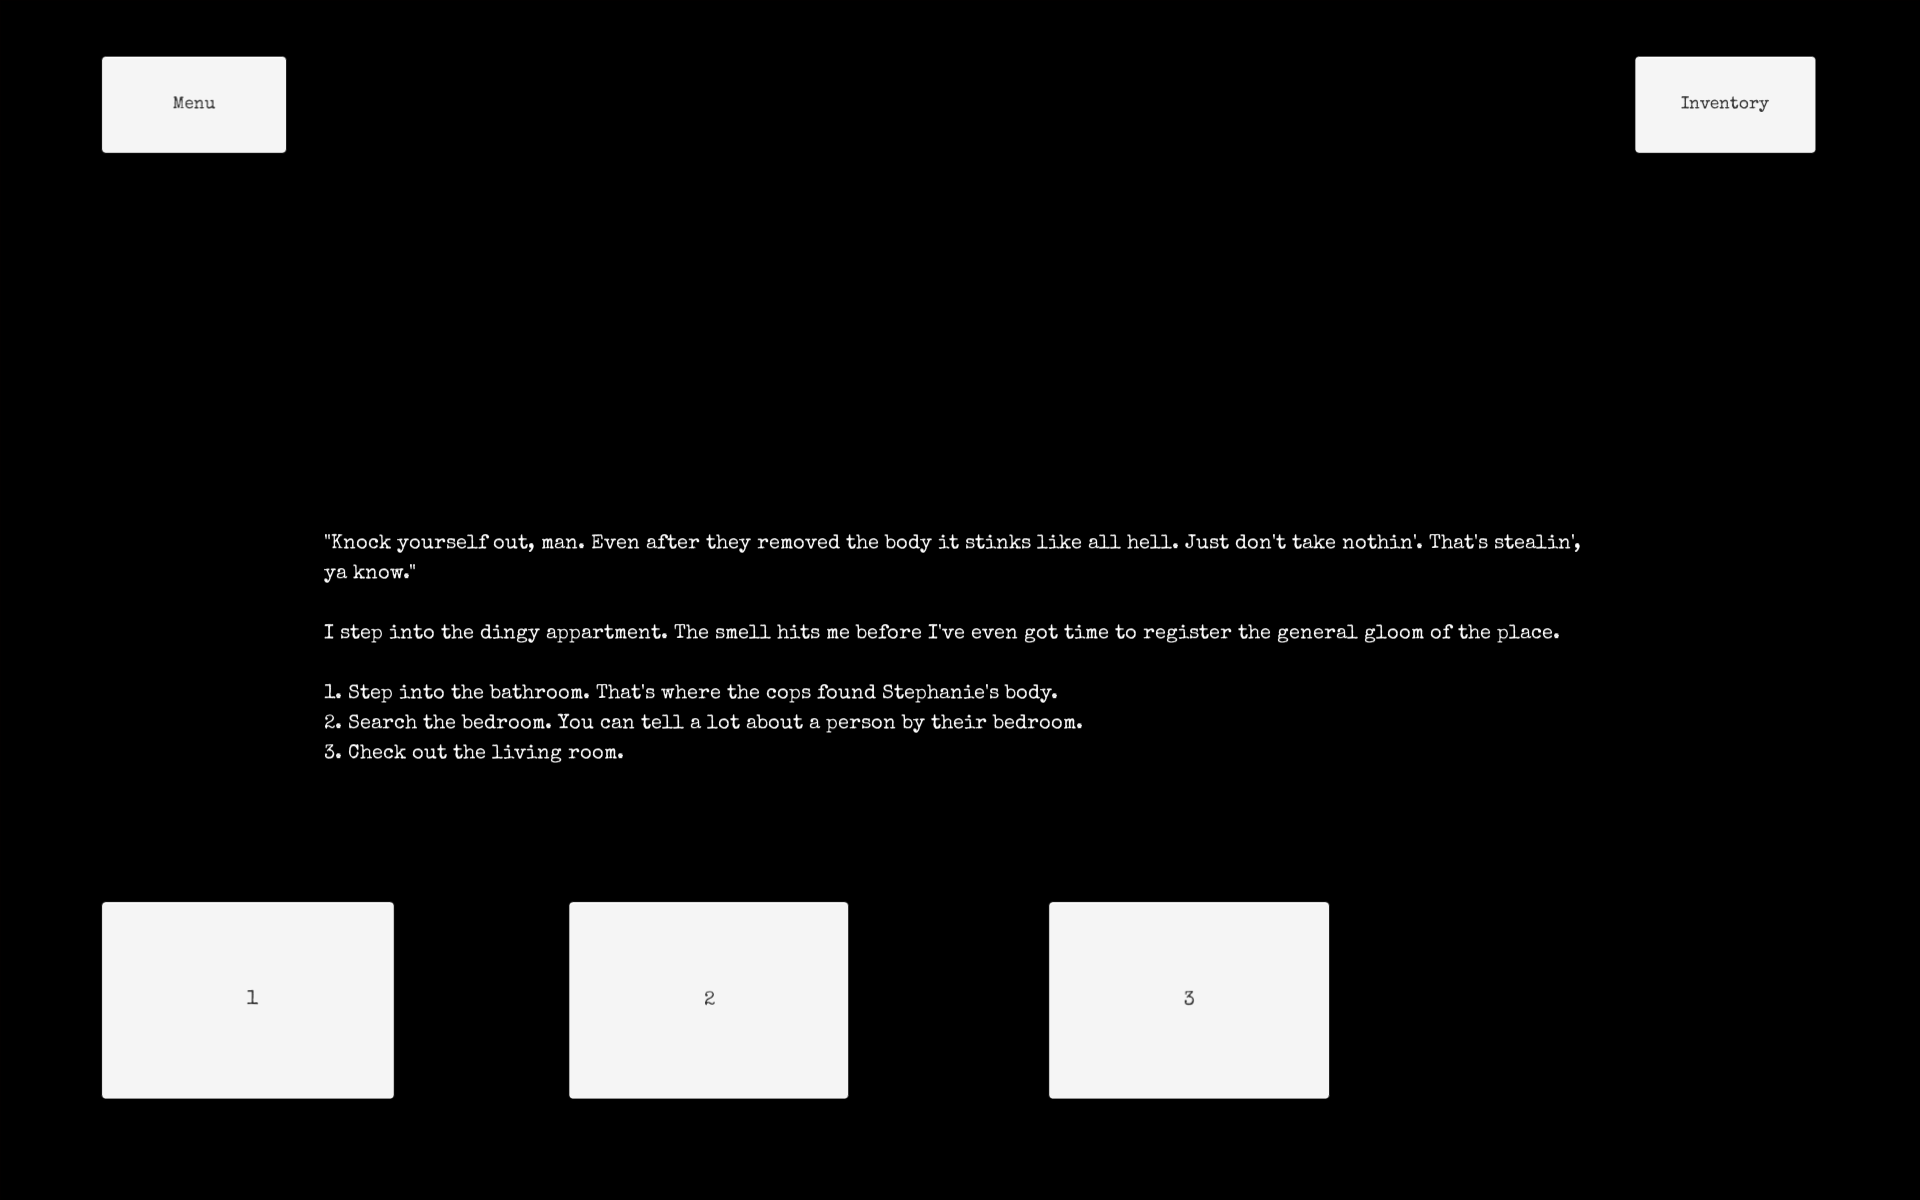 Menu
Inventory
"Knock yourself out, man. Even after they removed the body it stinks like all hell. Just don't take nothin'. That's stealin',
ya know."
I step into the dingy appartment. The smell hits me before I've even got time to register the general gloom of the place.
1. Step into the bathroom. That's where the cops found Stephanie's body.
2. Search the bedroom. You can tell a lot about a person by their bedroom.
3. Check out the living room.
1
2
3